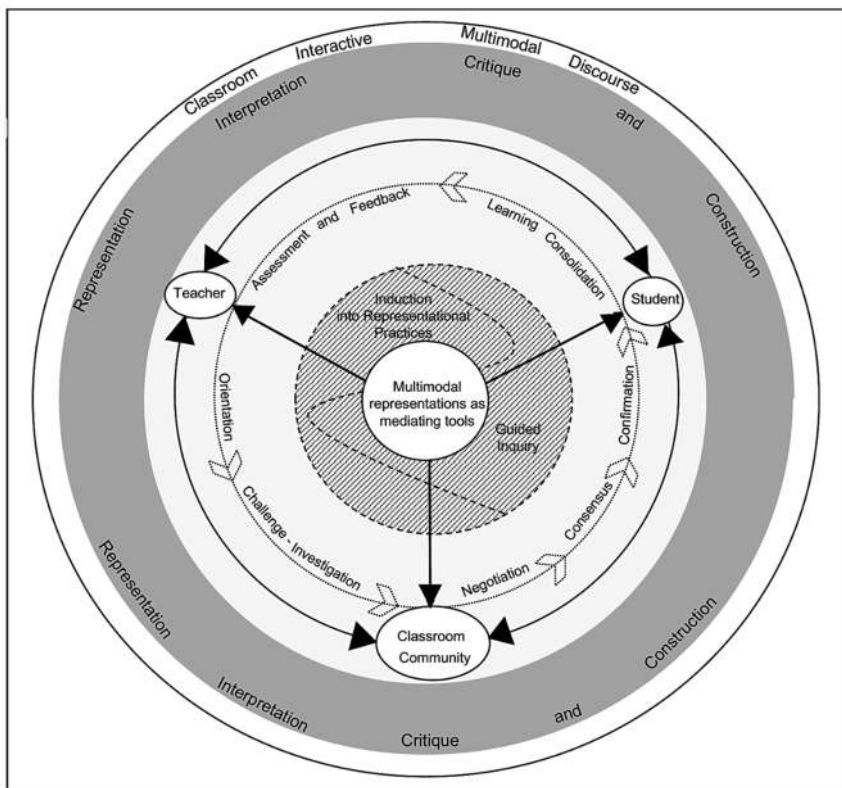 Classroom Interactive Multimodal Discourse
Representation Interpretation Critique and Construction
Assessment and Feedback
Learning Consolidation
Teacher
Student
Induction
into Representational
Practices
Multimodal
representations as
mediating tools
Guided
Inquiry
Orientation
Challenge - Investigation
Negotiation
Consensus
Confirmation
Classroom
Community
Representation Interpretation Critique and Construction